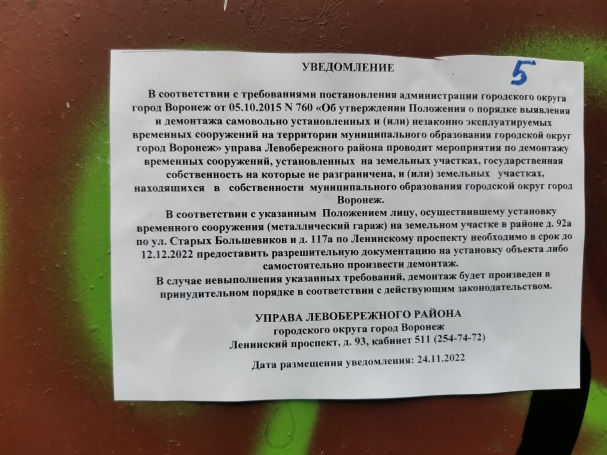 УВЕДОМЛЕНИЕ
5
В соответствии с требованиями постановления администрации городского округа
город Воронеж от 05.10.2015 N 760 «Об утверждении Положения о порядке выявления
и демонтажа самовольно установленных и (или) незаконно эксплуатируемых
временных сооружений на территории муниципального образования городской округ
город Воронеж» управа Левобережного района проводит мероприятия по демонтажу
временных сооружений, установленных на земельных участках, государственная
собственность на которые не разграничена, и (или) земельных участках,
находящихся в собственности муниципального образования городской округ город
Воронеж.
В соответствии с указанным Положением лицу, осуществившему установку
временного сооружения (металлический гараж) на земельном участке в районе д. 92а
по ул. Старых Большевиков и д. 117а по Ленинскому проспекту необходимо в срок до
12.12.2022 предоставить разрешительную документацию на установку объекта либо
самостоятельно произвести демонтаж.
В случае невыполнения указанных требований, демонтаж будет произведен в
принудительном порядке в соответствии с действующим законодательством.
УПРАВА ЛЕВОБЕРЕЖНОГО РАЙОНА
городского округа город Воронеж
Ленинский проспект, д. 93, кабинет 511 (254-74-72)
Дата размещения уведомления: 24.11.2022